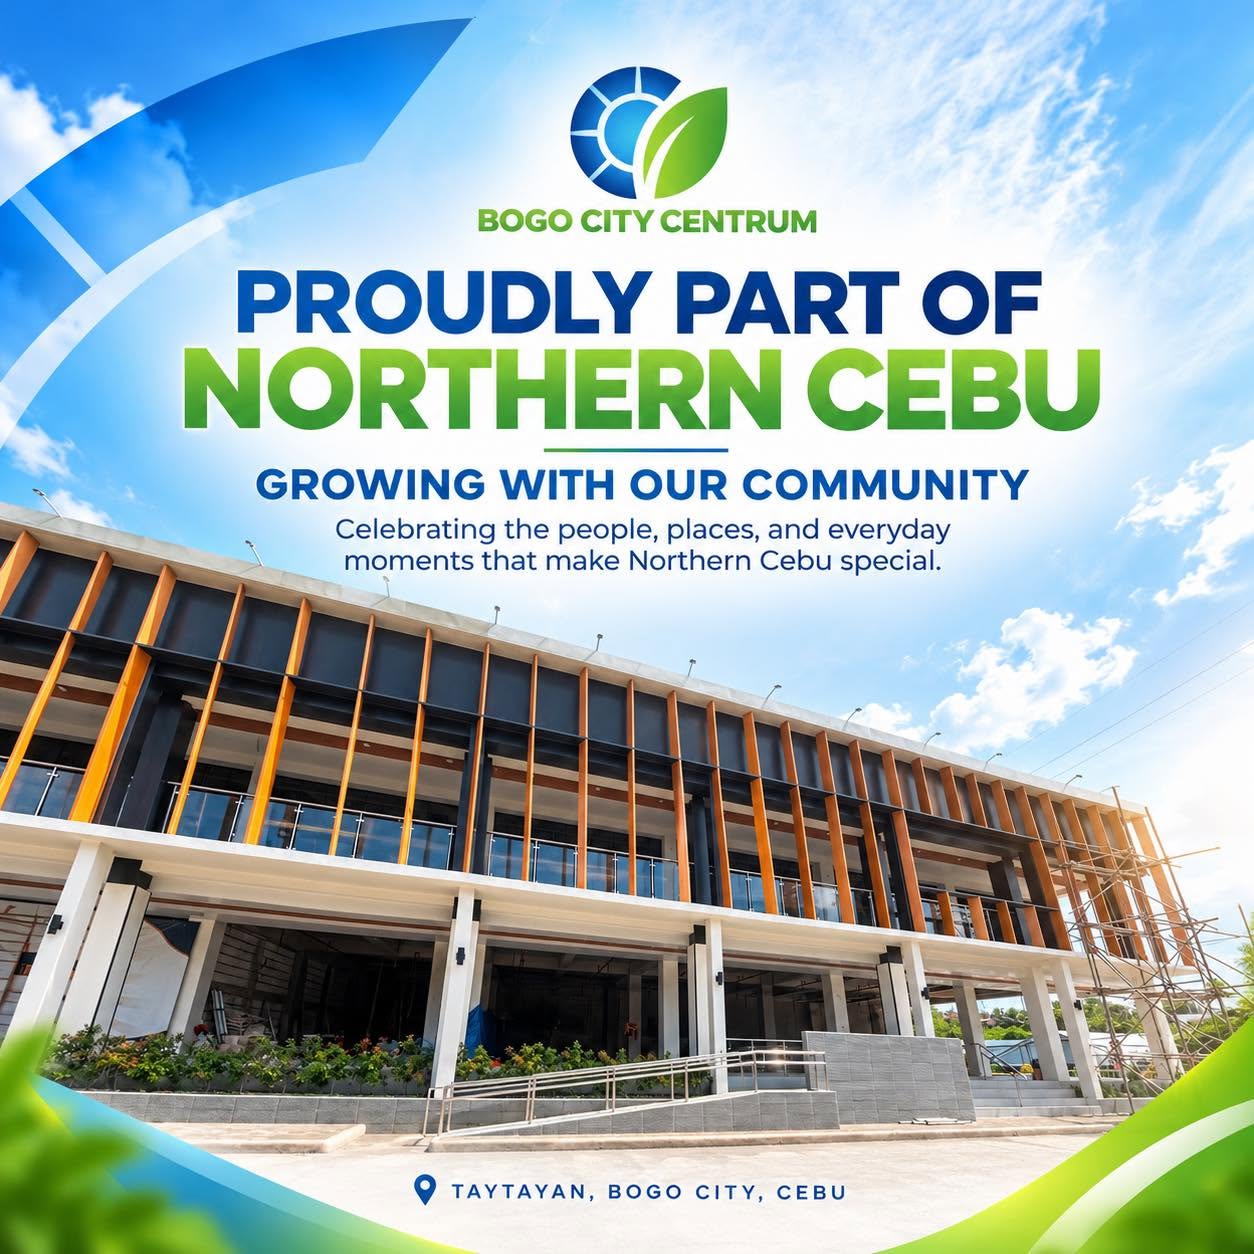 BOGO CITY CENTRUM
PROUDLY PART OF
NORTHERN CEBU
GROWING WITH OUR COMMUNITY
Celebrating the people, places, and everyday
moments that make Northern Cebu special.
TAYTAYAN, BOGO CITY, CEBU